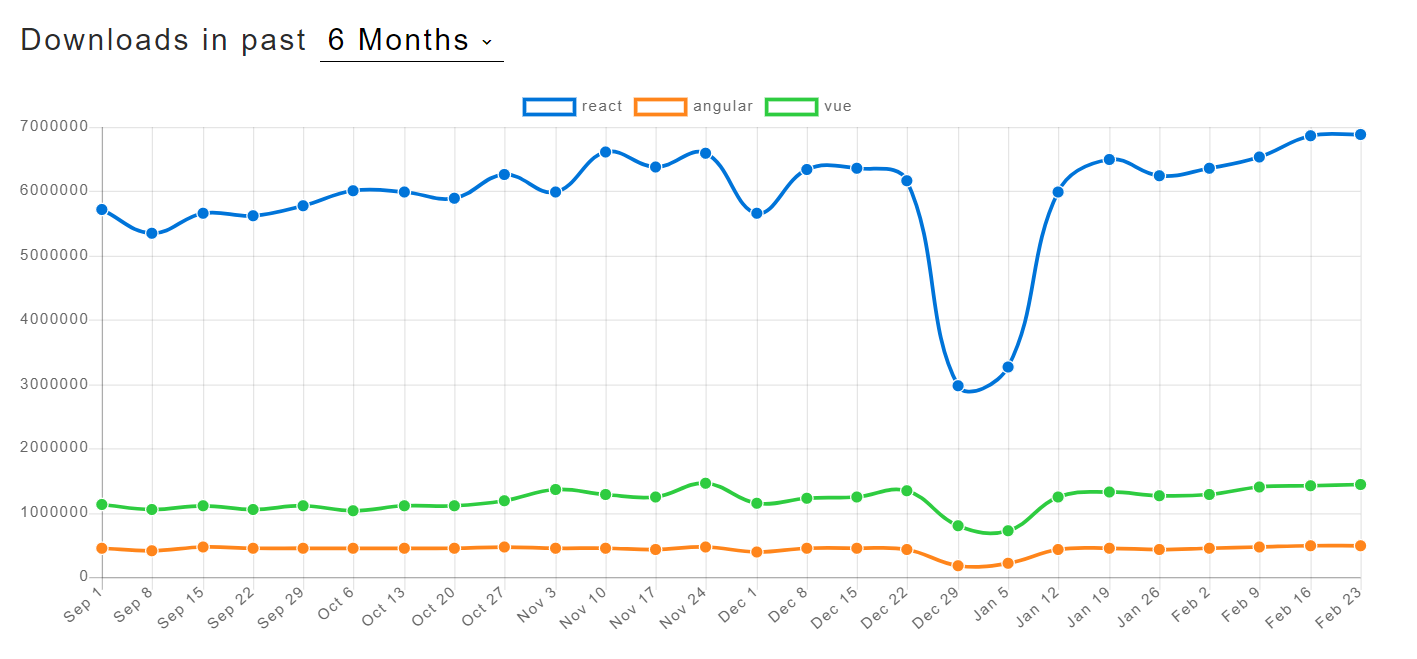 Downloads in past 6 Months
react angular vue
7000000
6000000
5000000
4000000
3000000
2000000
1000000
0
Sep 1 Sep 8 Sep 15 Sep 22 Sep 29 Oct 6 Oct 13 Oct 20 Oct 27 Nov 3 Nov 10 Nov 17 Nov 24 Dec 1 Dec 8 Dec 15 Dec 22 Dec 29 Jan 5 Jan 12 Jan 19 Jan 26 Feb 2 Feb 9 Feb 16 Feb 23